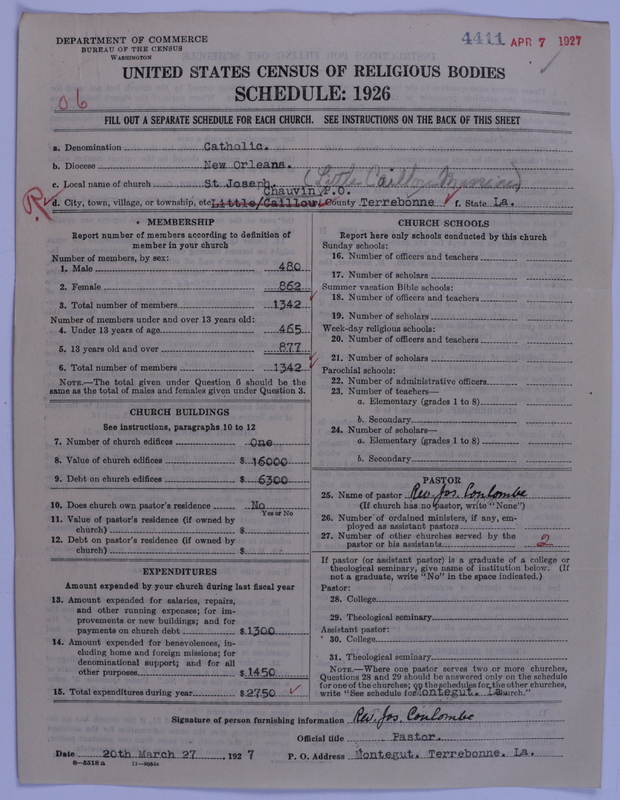 DEPARTMENT OF COMMERCE
BUREAU OF THE CENSUS
WASHINGTON
4411 APR 7 1927
UNITED STATES CENSUS OF RELIGIOUS BODIES
SCHEDULE: 1926
06
FILL OUT A SEPARATE SCHEDULE FOR EACH CHURCH. SEE INSTRUCTIONS ON THE BACK OF THIS SHEET
a. Denomination Catholic.
b. Diocese New Orleans.
c. Local name of church St Joseph. (Little Caillou Mission)
Chauvin P.O.
R d. City, town, village, or township, etc Little/Caillou. County Terrebonne f. State La.
MEMBERSHIP
Report number of members according to definition of
member in your church
Number of members, by sex:
1. Male 480
2. Female 862
3. Total number of members 1342
Number of members under and over 13 years old:
4. Under 13 years of age 465
5. 13 years old and over 877
6. Total number of members 1342
NOTE.—The total given under Question 6 should be the
same as the total of males and females given under Question 3.
CHURCH BUILDINGS
See instructions, paragraphs 10 to 12
7. Number of church edifices One
8. Value of church edifices $ 16000
9. Debt on church edifices $ 6300
10. Does church own pastor's residence No
Yes or No
11. Value of pastor's residence (if owned by
church) $
12. Debt on pastor's residence (if owned by
church) $
EXPENDITURES
Amount expended by your church during last fiscal year
13. Amount expended for salaries, repairs,
and other running expenses; for im-
provements or new buildings; and for
payments on church debt $ 1300
14. Amount expended for benevolences, in-
cluding home and foreign missions; for
denominational support; and for all
other purposes $ 1450
15. Total expenditures during year $ 2750
CHURCH SCHOOLS
Report here only schools conducted by this church
Sunday schools:
16. Number of officers and teachers
17. Number of scholars
Summer vacation Bible schools:
18. Number of officers and teachers
19. Number of scholars
Week-day religious schools:
20. Number of officers and teachers
21. Number of scholars
Parochial schools:
22. Number of administrative officers
23. Number of teachers—
a. Elementary (grades 1 to 8)
b. Secondary
24. Number of scholars—
a. Elementary (grades 1 to 8)
b. Secondary
PASTOR
25. Name of pastor Rev. Jos. Coulombe
(If church has no pastor, write "None")
26. Number of ordained ministers, if any, em-
ployed as assistant pastors
27. Number of other churches served by the
pastor or his assistants 2
If pastor (or assistant pastor) is a graduate of a college or
theological seminary, give name of institution below. (If
not a graduate, write "No" in the space indicated.)
Pastor:
28. College
29. Theological seminary
Assistant pastor:
30. College
31. Theological seminary
NOTE.—Where one pastor serves two or more churches,
Questions 28 and 29 should be answered only on the schedule
for one of the churches; on the schedules for the other churches,
write "See schedule for Montegut. La church."
Signature of person furnishing information Rev. Jos. Coulombe
Official title Pastor.
Date 20th March 27, 1927 P. O. Address Montegut. Terrebonne. La.
8—5518 a